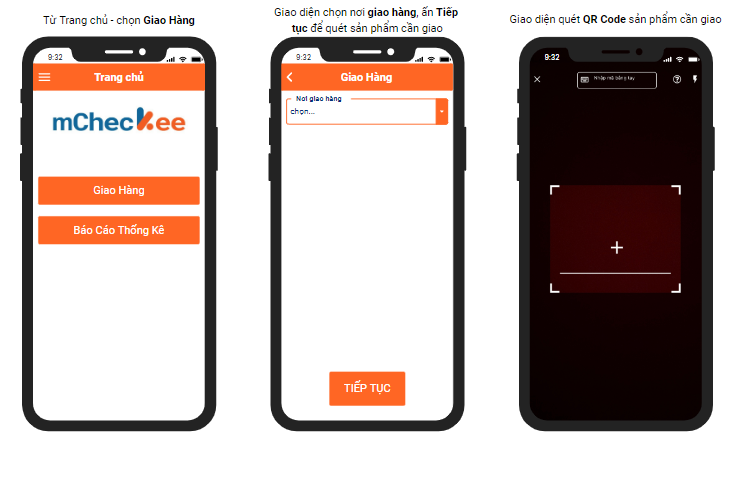 Từ Trang chủ - chọn Giao Hàng
9:32
Trang chủ
mCheckee
Giao Hàng
Báo Cáo Thống Kê
Giao diện chọn nơi giao hàng, ấn Tiếp
tục để quét sản phẩm cần giao
9:32
Giao Hàng
Nơi giao hàng
chọn...
TIẾP TỤC
Giao diện quét QR Code sản phẩm cần giao
9:32
Nhập mã bằng tay